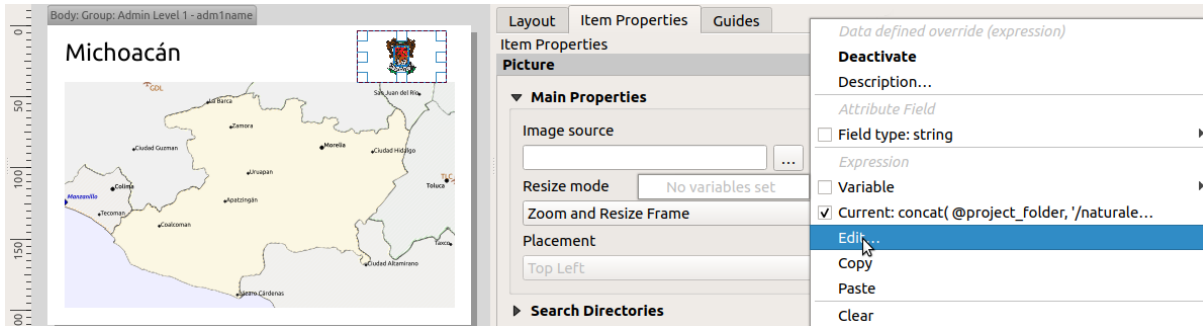 Body: Group: Admin Level 1 - adm1name
Michoacán
GDL
San Juan del Rio
La Barca
Zamora
Morelia
Ciudad Guzman
Ciudad Hidalgo
Uruapan
TLC
Toluca
Colima
Manzanillo
Apatzingán
Tecoman
Coalcoman
Taxco
Ciudad Altamirano
Lázaro Cárdenas
0
50
100
150
Layout
Item Properties
Guides
Item Properties
Picture
Main Properties
Image source
...
Resize mode
No variables set
Zoom and Resize Frame
Placement
Top Left
Search Directories
Data defined override (expression)
Deactivate
Description...
Attribute Field
Field type: string
Expression
Variable
Current: concat( @project_folder, '/naturale...
Edit...
Copy
Paste
Clear